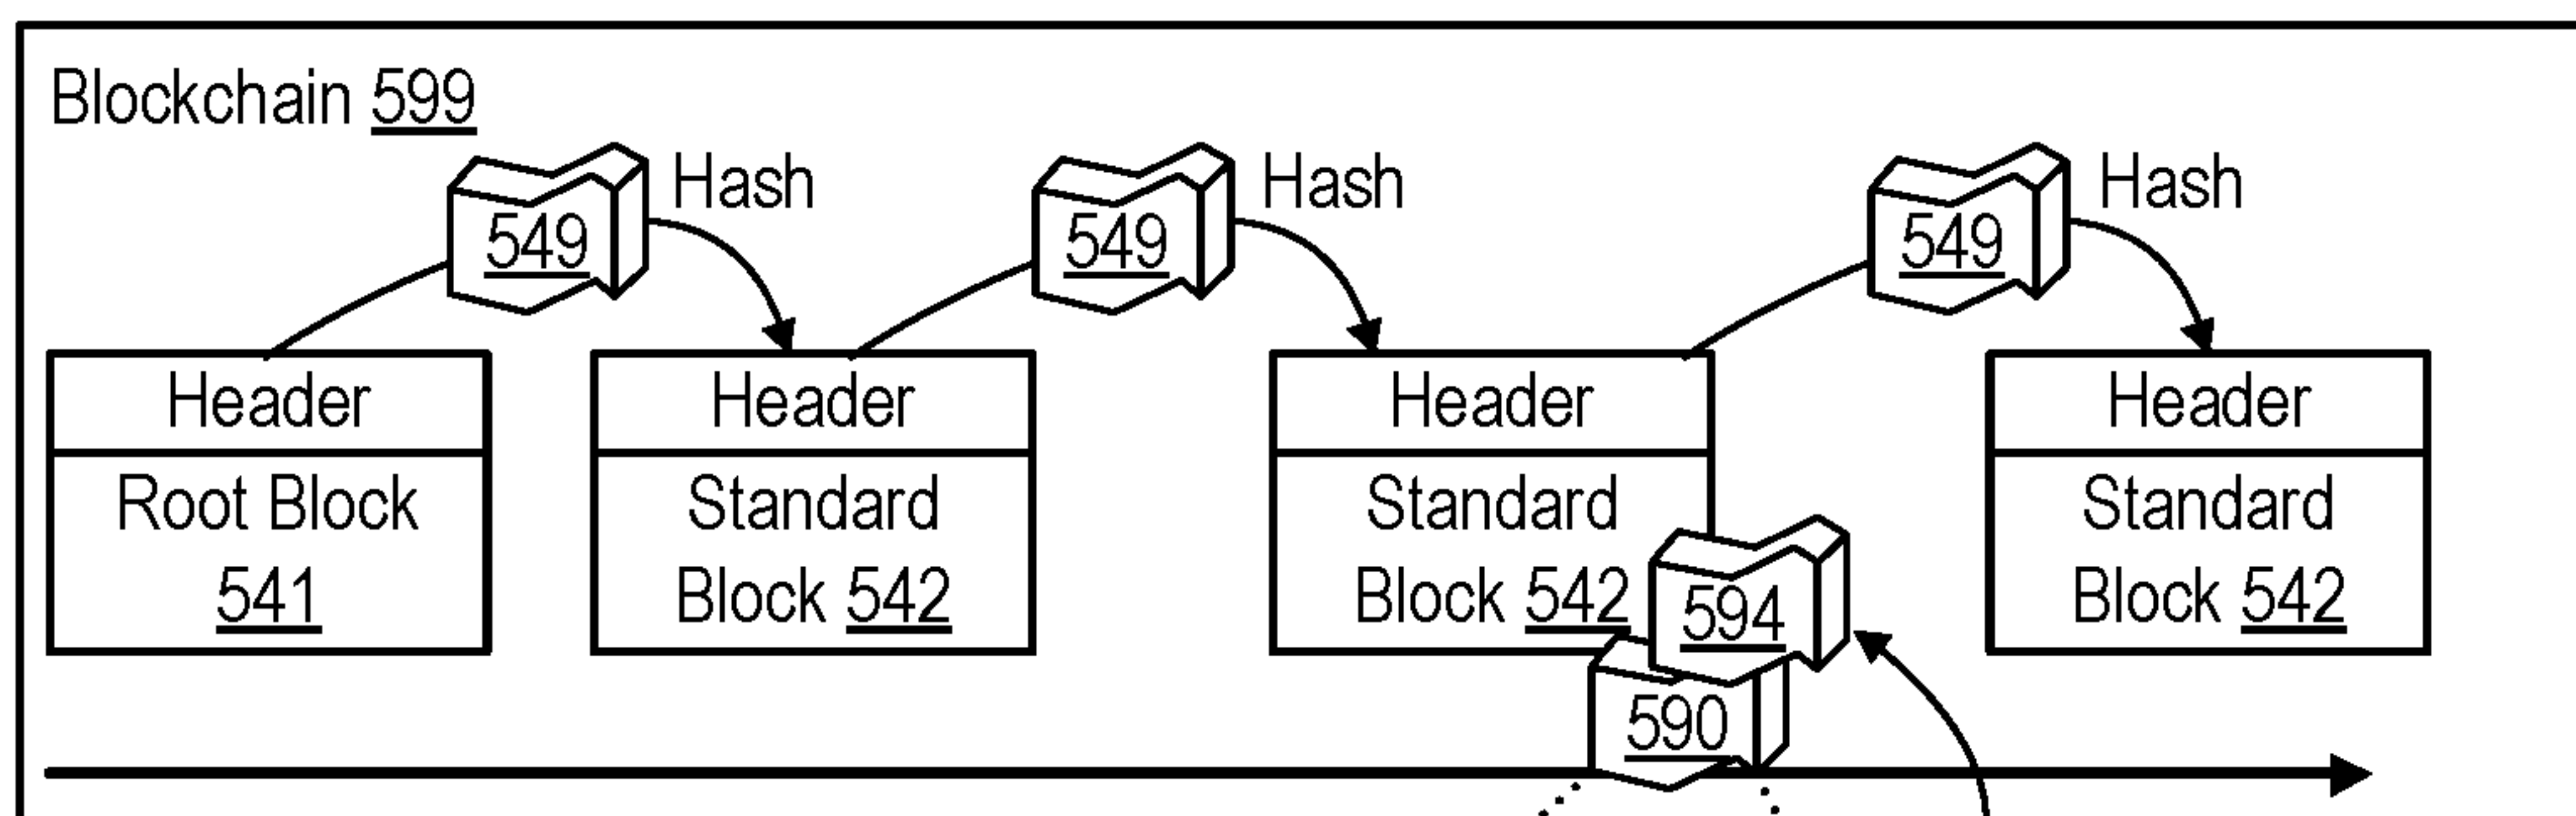 Blockchain 599
549 Hash
549 Hash
549 Hash
Header
Root Block
541
Header
Standard
Block 542
Header
Standard
Block 542
594
590
Header
Standard
Block 542